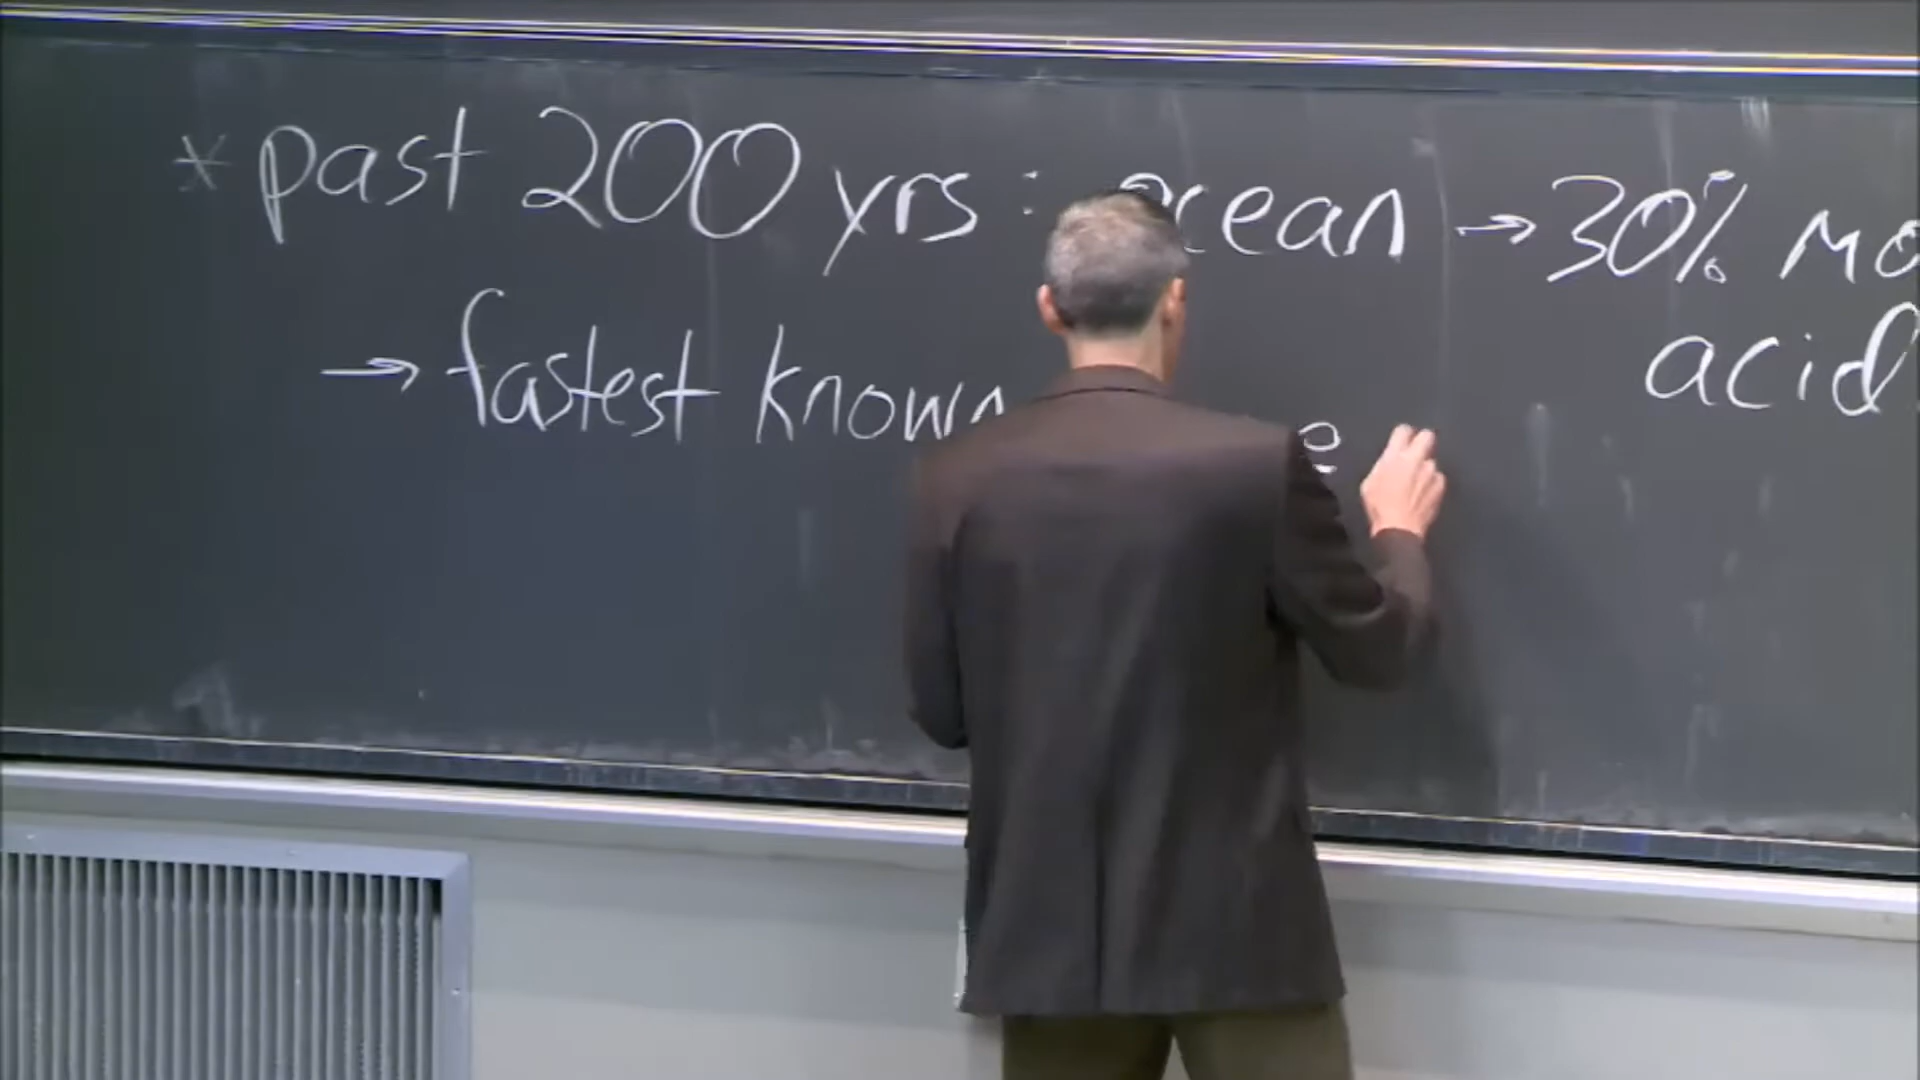 * past 200 yrs : ocean → 30% mo
acid
→ fastest known